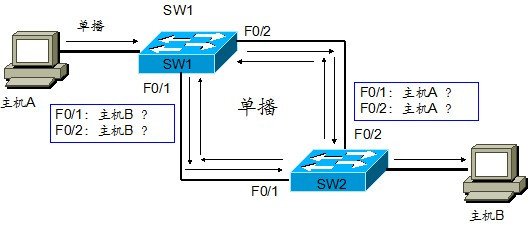 SW1
单播
F0/2
SW1
主机A
F0/1
F0/1：主机B ？
F0/2：主机B ？
单播
F0/1：主机A ？
F0/2：主机A ？
F0/2
F0/1
SW2
主机B